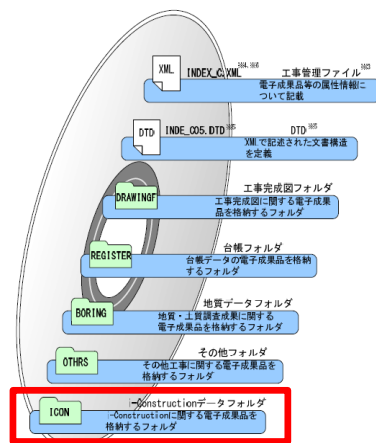 XML INDEX_C.XML ※4,※6 工事管理ファイル ※3
電子成果品等の属性情報に
ついて記載
DTD INDE_C05.DTD ※5 DTD ※5
XMLで記述された文書構造
を定義
工事完成図フォルダ
DRAWINGF 工事完成図に関する電子成果
品を格納するフォルダ
台帳フォルダ
REGISTER 台帳データの電子成果品を格納
するフォルダ
地質データフォルダ
BORING 地質・土質調査成果に関する
電子成果品を格納するフォルダ
その他フォルダ
OTHRS その他工事に関する電子成果品を
格納するフォルダ
i-Constructionデータフォルダ
ICON i-Constructionに関する電子成果品を
格納するフォルダ